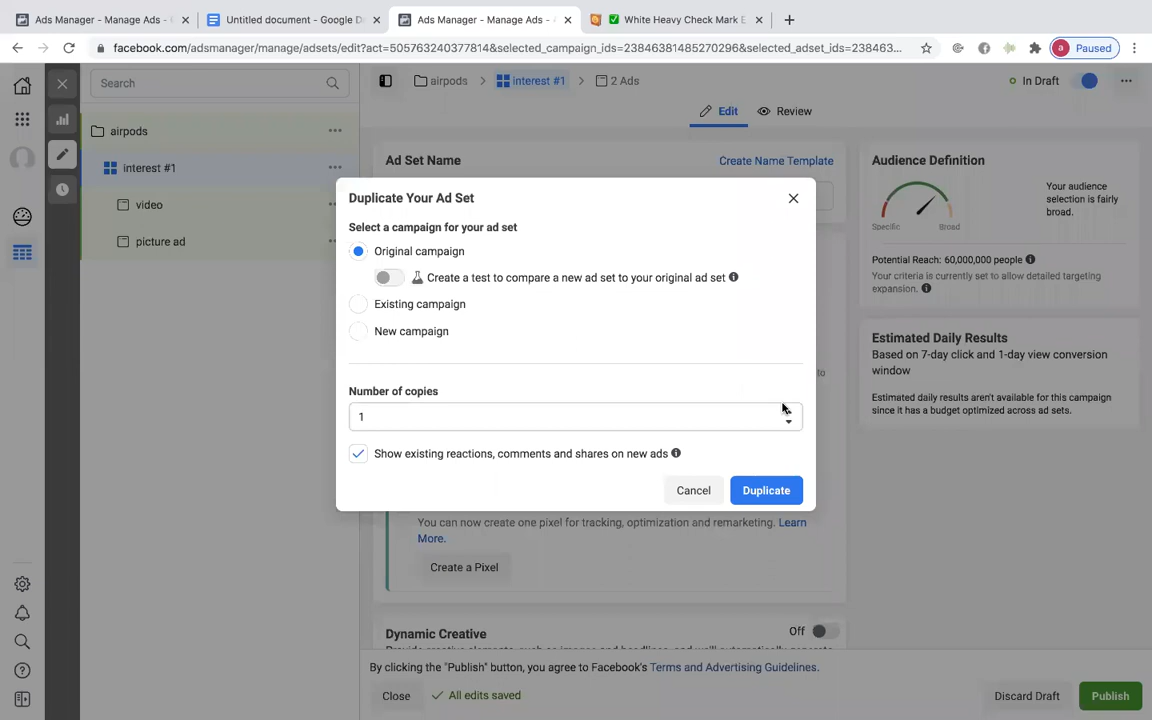 Ads Manager - Manage Ads -
Untitled document - Google D
Ads Manager - Manage Ads -
White Heavy Check Mark E
facebook.com/adsmanager/manage/adsets/edit?act=505763240377814&selected_campaign_ids=23846381485270296&selected_adset_ids=238463...
a Paused
Search
airpods
interest #1
2 Ads
In Draft
Edit
Review
airpods
interest #1
video
picture ad
Ad Set Name
Create Name Template
Audience Definition
Specific
Broad
Your audience
selection is fairly
broad.
Potential Reach: 60,000,000 people
Your criteria is currently set to allow detailed targeting
expansion.
Estimated Daily Results
Based on 7-day click and 1-day view conversion
window
Estimated daily results aren't available for this campaign
since it has a budget optimized across ad sets.
Duplicate Your Ad Set
Select a campaign for your ad set
Original campaign
Create a test to compare a new ad set to your original ad set
Existing campaign
New campaign
to
Number of copies
1
Show existing reactions, comments and shares on new ads
Cancel
Duplicate
You can now create one pixel for tracking, optimization and remarketing. Learn
More.
Create a Pixel
Dynamic Creative
Off
By clicking the "Publish" button, you agree to Facebook's Terms and Advertising Guidelines.
Close
All edits saved
Discard Draft
Publish